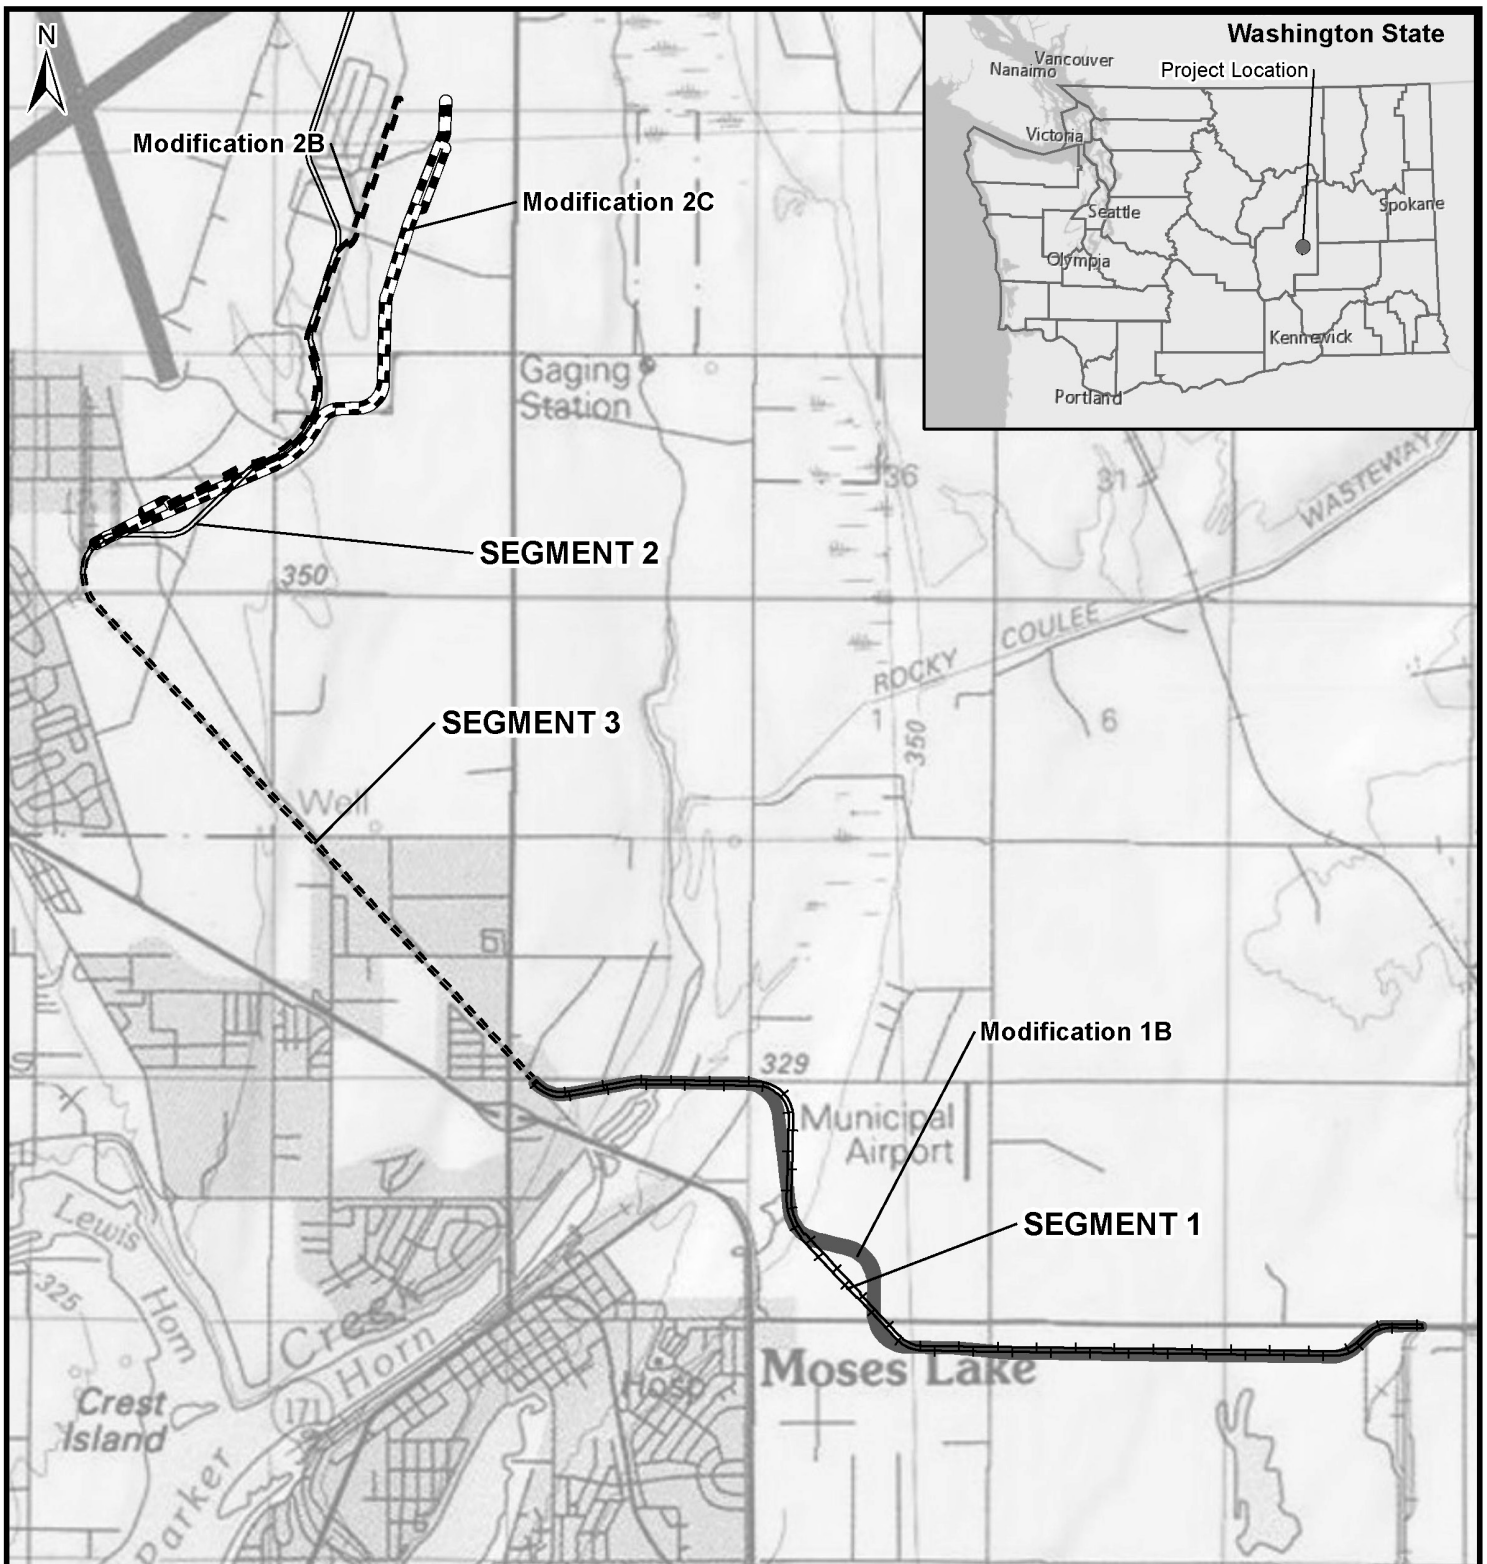 N
Washington State
Vancouver
Nanaimo
Project Location
Victoria
Seattle
Spokane
Olympia
Kennewick
Portland
Modification 2B
Modification 2C
Gaging
Station
36
31
WASTEWAY
SEGMENT 2
350
COULEE
ROCKY
SEGMENT 3
1
6
350
Well
Modification 1B
329
Municipal
Airport
Lewis
Horn
SEGMENT 1
325
Crest
Horn
Moses Lake
Hosp
Crest
Island
171
Parker